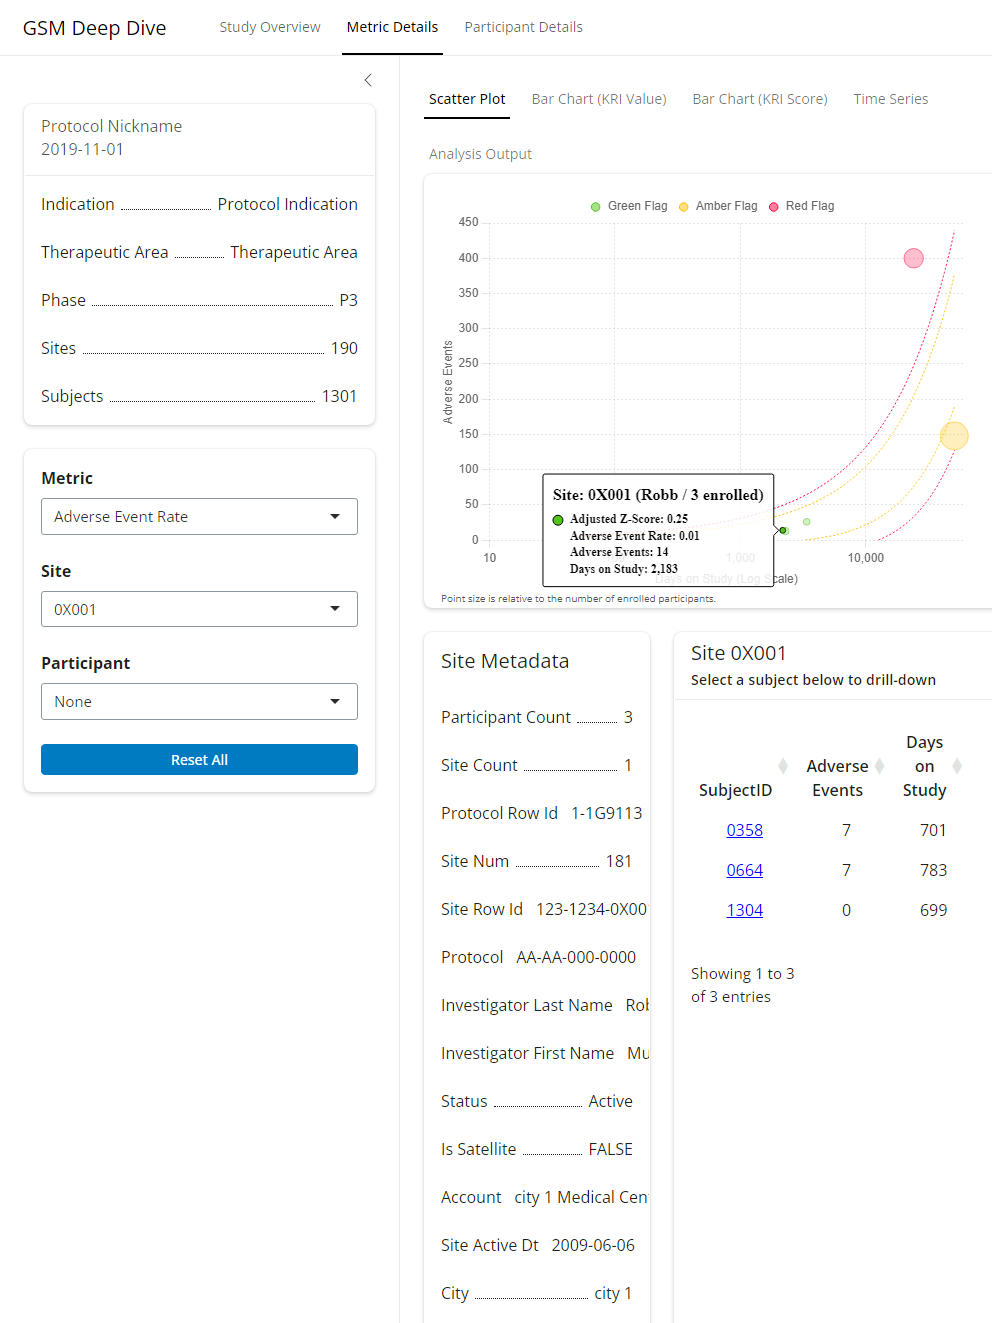 GSM Deep Dive
Study Overview
Metric Details
Participant Details
Protocol Nickname
2019-11-01
Indication Protocol Indication
Therapeutic Area Therapeutic Area
Phase P3
Sites 190
Subjects 1301
Metric
Adverse Event Rate
Site
0X001
Participant
None
Reset All
Scatter Plot
Bar Chart (KRI Value)
Bar Chart (KRI Score)
Time Series
Analysis Output
Green Flag
Amber Flag
Red Flag
450
400
350
300
250
200
150
100
50
0
Adverse Events
10
1,000
10,000
Days on Study (Log Scale)
Site: 0X001 (Robb / 3 enrolled)
Adjusted Z-Score: 0.25
Adverse Event Rate: 0.01
Adverse Events: 14
Days on Study: 2,183
Point size is relative to the number of enrolled participants.
Site Metadata
Participant Count 3
Site Count 1
Protocol Row Id 1-1G9113
Site Num 181
Site Row Id 123-1234-0X00
Protocol AA-AA-000-0000
Investigator Last Name Rob
Investigator First Name Mu
Status Active
Is Satellite FALSE
Account city 1 Medical Cen
Site Active Dt 2009-06-06
City city 1
Site 0X001
Select a subject below to drill-down
SubjectID
Adverse
Events
Days
on
Study
0358 7 701
0664 7 783
1304 0 699
Showing 1 to 3
of 3 entries